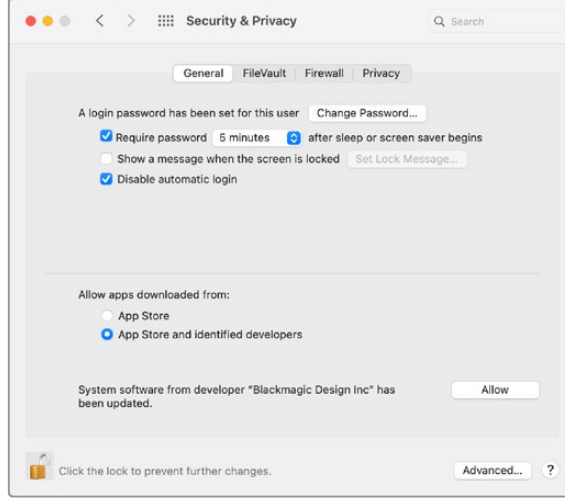 Security & Privacy
Search
General
FileVault
Firewall
Privacy
A login password has been set for this user
Change Password...
Require password
5 minutes
after sleep or screen saver begins
Show a message when the screen is locked
Set Lock Message...
Disable automatic login
Allow apps downloaded from:
App Store
App Store and identified developers
System software from developer "Blackmagic Design Inc" has
been updated.
Allow
Click the lock to prevent further changes.
Advanced...
?